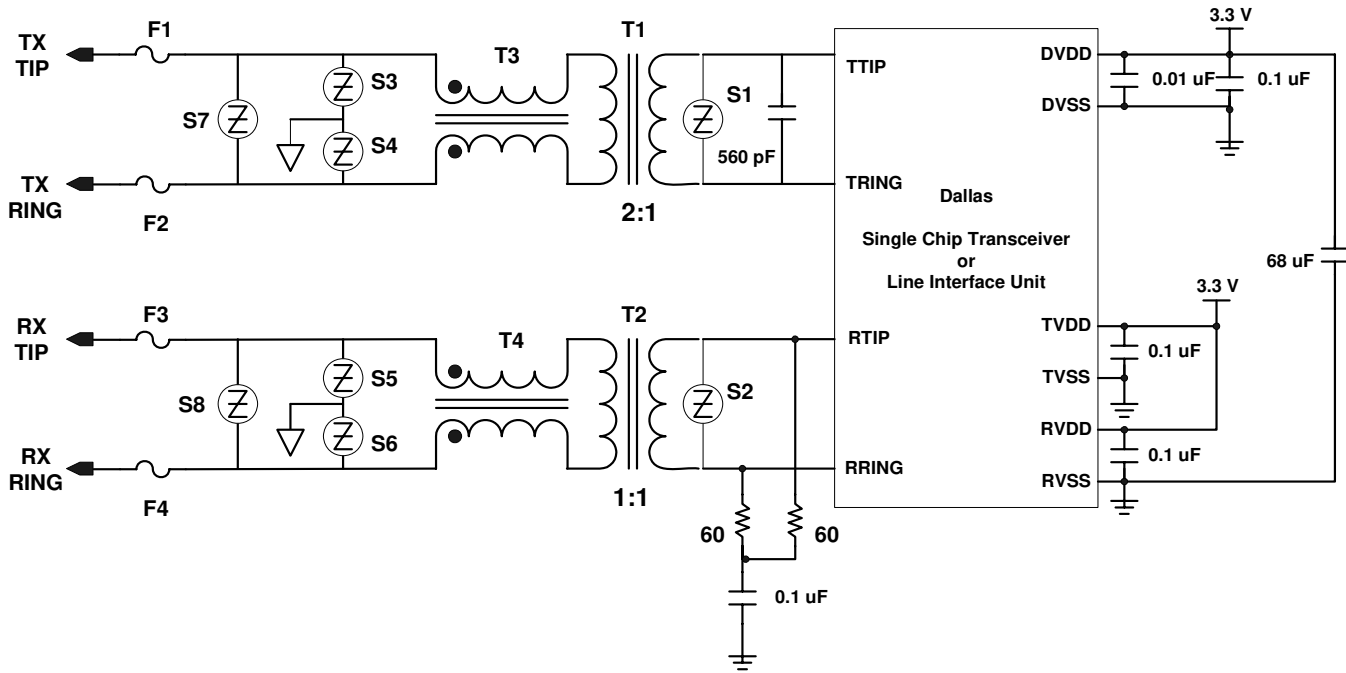 TX
TIP
F1
T3
T1
S7
S3
S4
S1
560 pF
TX
RING
F2
2:1
TTIP
TRING
Dallas
Single Chip Transceiver
or
Line Interface Unit
DVDD
DVSS
3.3 V
0.01 uF
0.1 uF
68 uF
RX
TIP
F3
T4
T2
S8
S5
S6
S2
RX
RING
F4
1:1
RTIP
RRING
60
60
0.1 uF
3.3 V
TVDD
0.1 uF
TVSS
RVDD
0.1 uF
RVSS